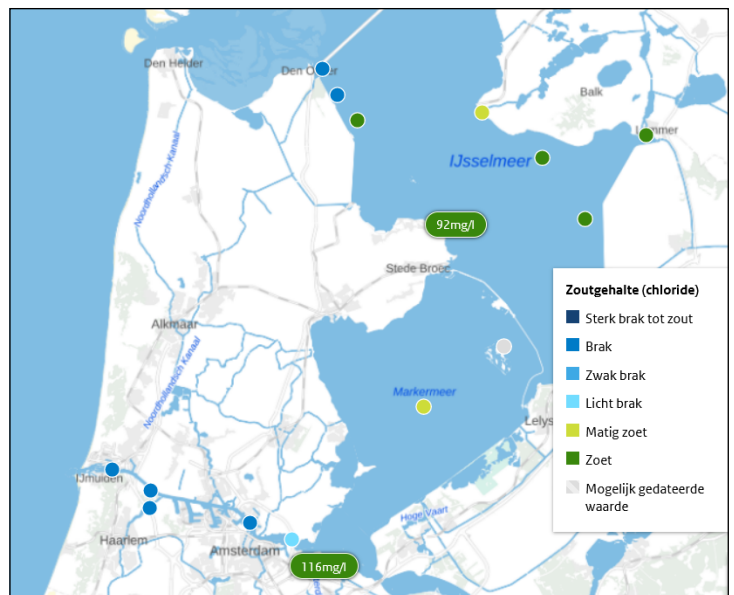 Den Helder
Den O
er
Balk
Lemmer
IJsselmeer
Noordhollandsch Kanaal
92mg/l
Stede Broec
Alkmaar
Noordhollandsch Kanaal
Markermeer
Lelys
IJmuiden
Hoge Vaart
Haarlem
Amsterdam
116mg/l
Zoutgehalte (chloride)
Sterk brak tot zout
Brak
Zwak brak
Licht brak
Matig zoet
Zoet
Mogelijk gedateerde
waarde